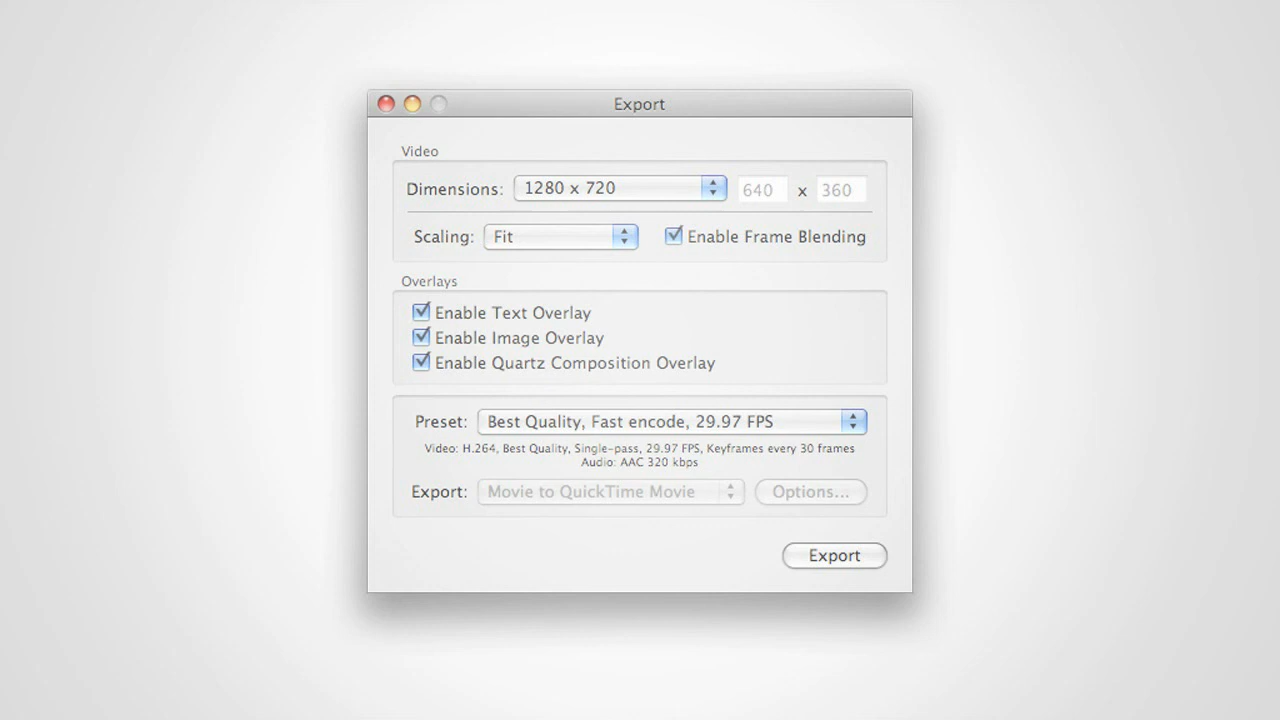 Export
Video
Dimensions: 1280 x 720 640 x 360
Scaling: Fit Enable Frame Blending
Overlays
Enable Text Overlay
Enable Image Overlay
Enable Quartz Composition Overlay
Preset: Best Quality, Fast encode, 29.97 FPS
Video: H.264, Best Quality, Single-pass, 29.97 FPS, Keyframes every 30 frames
Audio: AAC 320 kbps
Export: Movie to QuickTime Movie Options...
Export